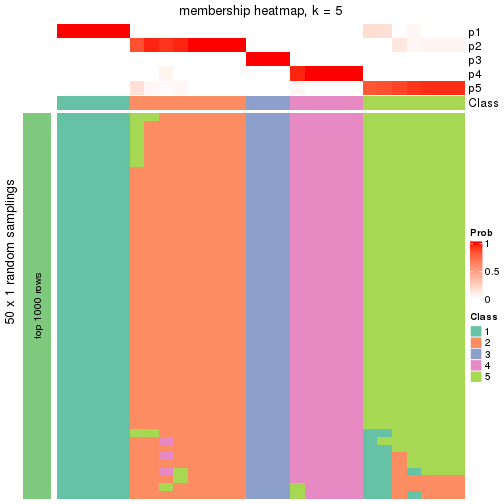 membership heatmap, k = 5
p1
p2
p3
p4
p5
Class
50 x 1 random samplings
top 1000 rows
Prob
1
0.5
0
Class
1
2
3
4
5